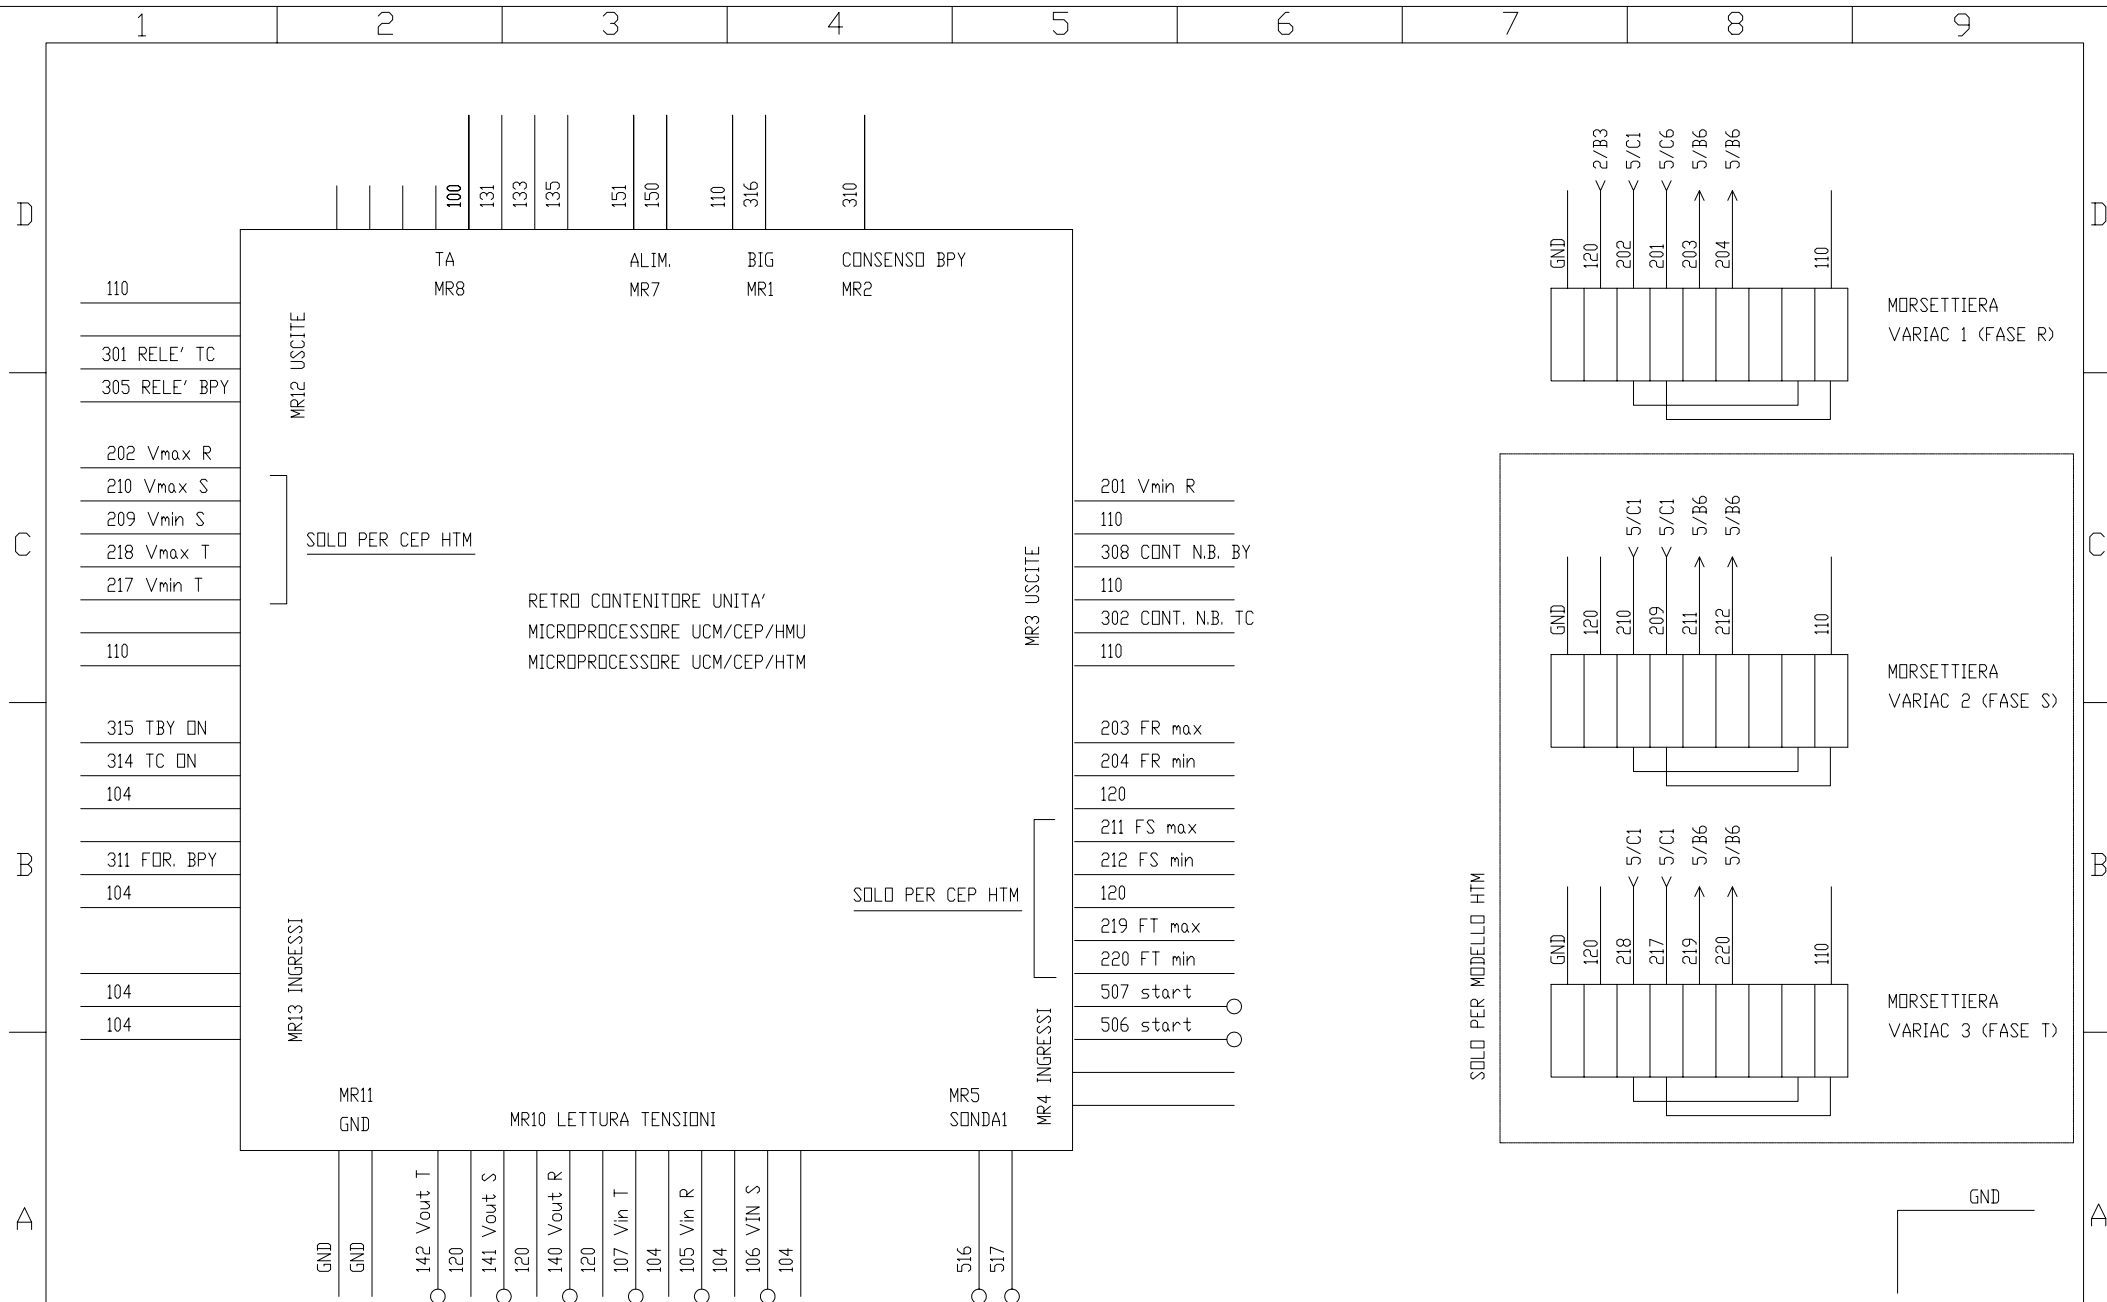 1 2 3 4 5 6 7 8 9
D
C
B
A
D
C
B
A
100
131
133
135
151
150
110
316
310
TA
MR8
ALIM.
MR7
BIG
MR1
CONSENSO BPY
MR2
MR12 USCITE
110
301 RELE' TC
305 RELE' BPY
202 Vmax R
210 Vmax S
209 Vmin S
218 Vmax T
217 Vmin T
110
SOLO PER CEP HTM
RETRO CONTENITORE UNITA'
MICROPROCESSORE UCM/CEP/HMU
MICROPROCESSORE UCM/CEP/HTM
MR3 USCITE
201 Vmin R
110
308 CONT N.B. BY
110
302 CONT. N.B. TC
110
315 TBY ON
314 TC ON
104
311 FOR. BPY
104
104
104
MR13 INGRESSI
203 FR max
204 FR min
120
211 FS max
212 FS min
120
219 FT max
220 FT min
507 start
506 start
SOLO PER CEP HTM
MR4 INGRESSI
MR11
GND
MR10 LETTURA TENSIONI
MR5
SONDA1
GND
GND
142 Vout T
120
141 Vout S
120
140 Vout R
120
107 Vin T
104
105 Vin R
104
106 VIN S
104
516
517
2/B3
5/C1
5/C6
5/B6
5/B6
GND
120
202
201
203
204
110
MORSETTIERA
VARIAC 1 (FASE R)
5/C1
5/C1
5/B6
5/B6
GND
120
210
209
211
212
110
MORSETTIERA
VARIAC 2 (FASE S)
5/C1
5/C1
5/B6
5/B6
GND
120
218
217
219
220
110
MORSETTIERA
VARIAC 3 (FASE T)
SOLO PER MODELLO HTM
GND